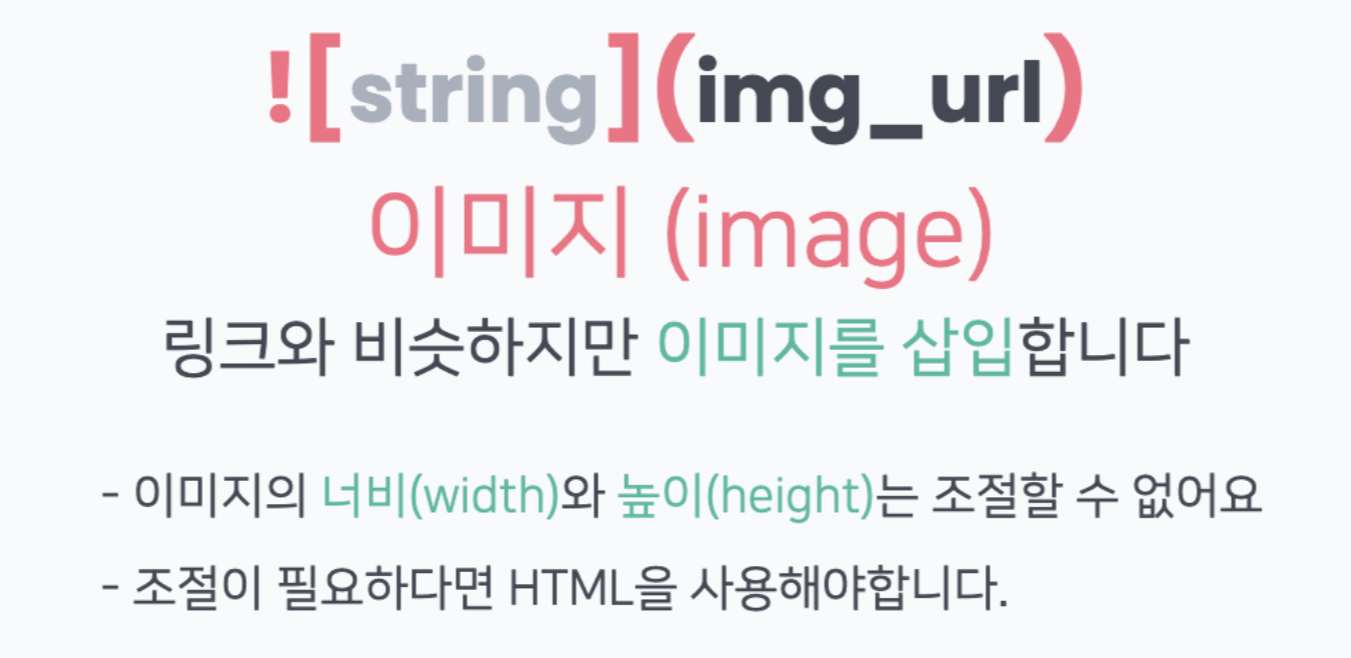 ![string](img_url)
이미지 (image)
링크와 비슷하지만 이미지를 삽입합니다
- 이미지의 너비(width)와 높이(height)는 조절할 수 없어요
- 조절이 필요하다면 HTML을 사용해야합니다.